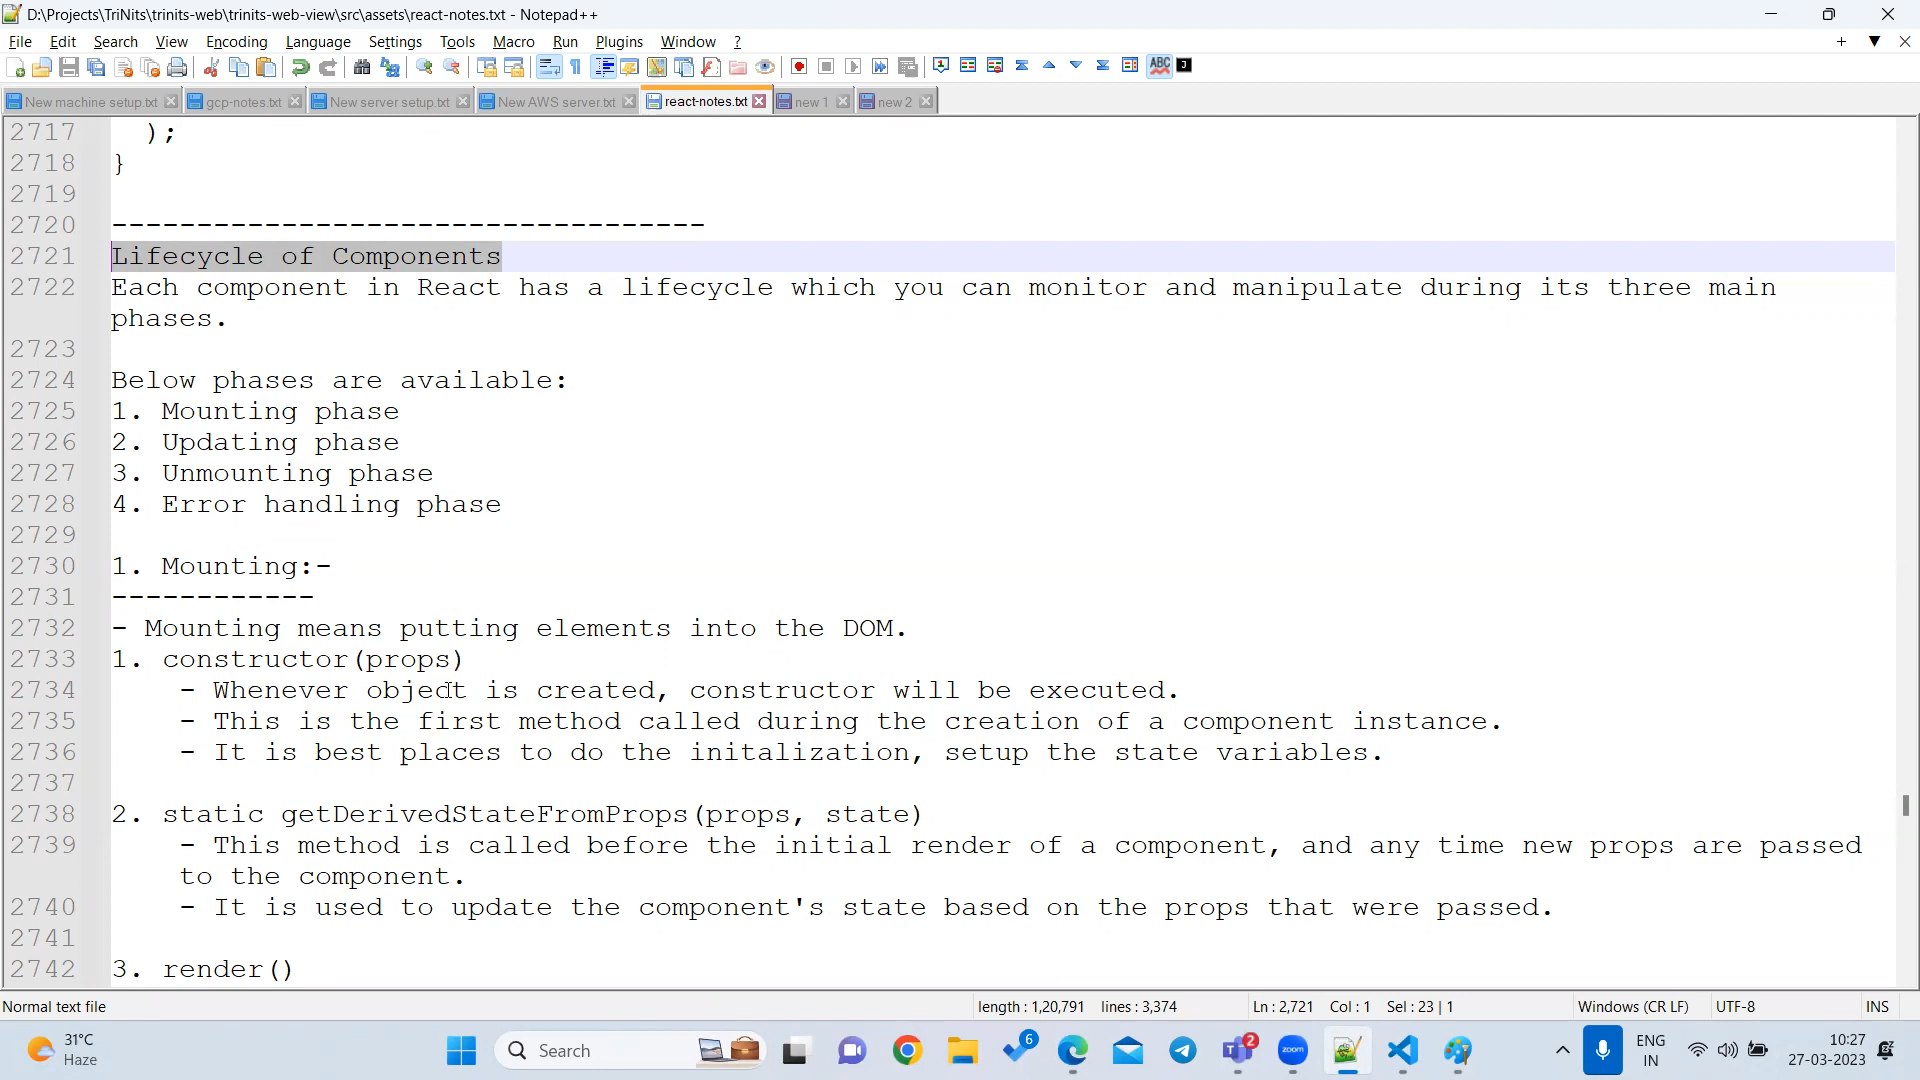 D:\Projects\TriNits\trinits-web\trinits-web-view\src\assets\react-notes.txt - Notepad++
File Edit Search View Encoding Language Settings Tools Macro Run Plugins Window ?
New machine setup.txt gcp-notes.txt New server setup.txt New AWS server.txt react-notes.txt new 1 new 2
2717 );
2718 }
2719
2720 -----------------------------------
2721 Lifecycle of Components
2722 Each component in React has a lifecycle which you can monitor and manipulate during its three main
phases.
2723
2724 Below phases are available:
2725 1. Mounting phase
2726 2. Updating phase
2727 3. Unmounting phase
2728 4. Error handling phase
2729
2730 1. Mounting:-
2731 ------------
2732 - Mounting means putting elements into the DOM.
2733 1. constructor(props)
2734 - Whenever object is created, constructor will be executed.
2735 - This is the first method called during the creation of a component instance.
2736 - It is best places to do the initalization, setup the state variables.
2737
2738 2. static getDerivedStateFromProps(props, state)
2739 - This method is called before the initial render of a component, and any time new props are passed
to the component.
2740 - It is used to update the component's state based on the props that were passed.
2741
2742 3. render()
Normal text file length : 1,20,791 lines : 3,374 Ln : 2,721 Col : 1 Sel : 23 | 1 Windows (CR LF) UTF-8 INS
31°C
Haze
Search
6
2
zoom
ENG
IN
10:27
27-03-2023